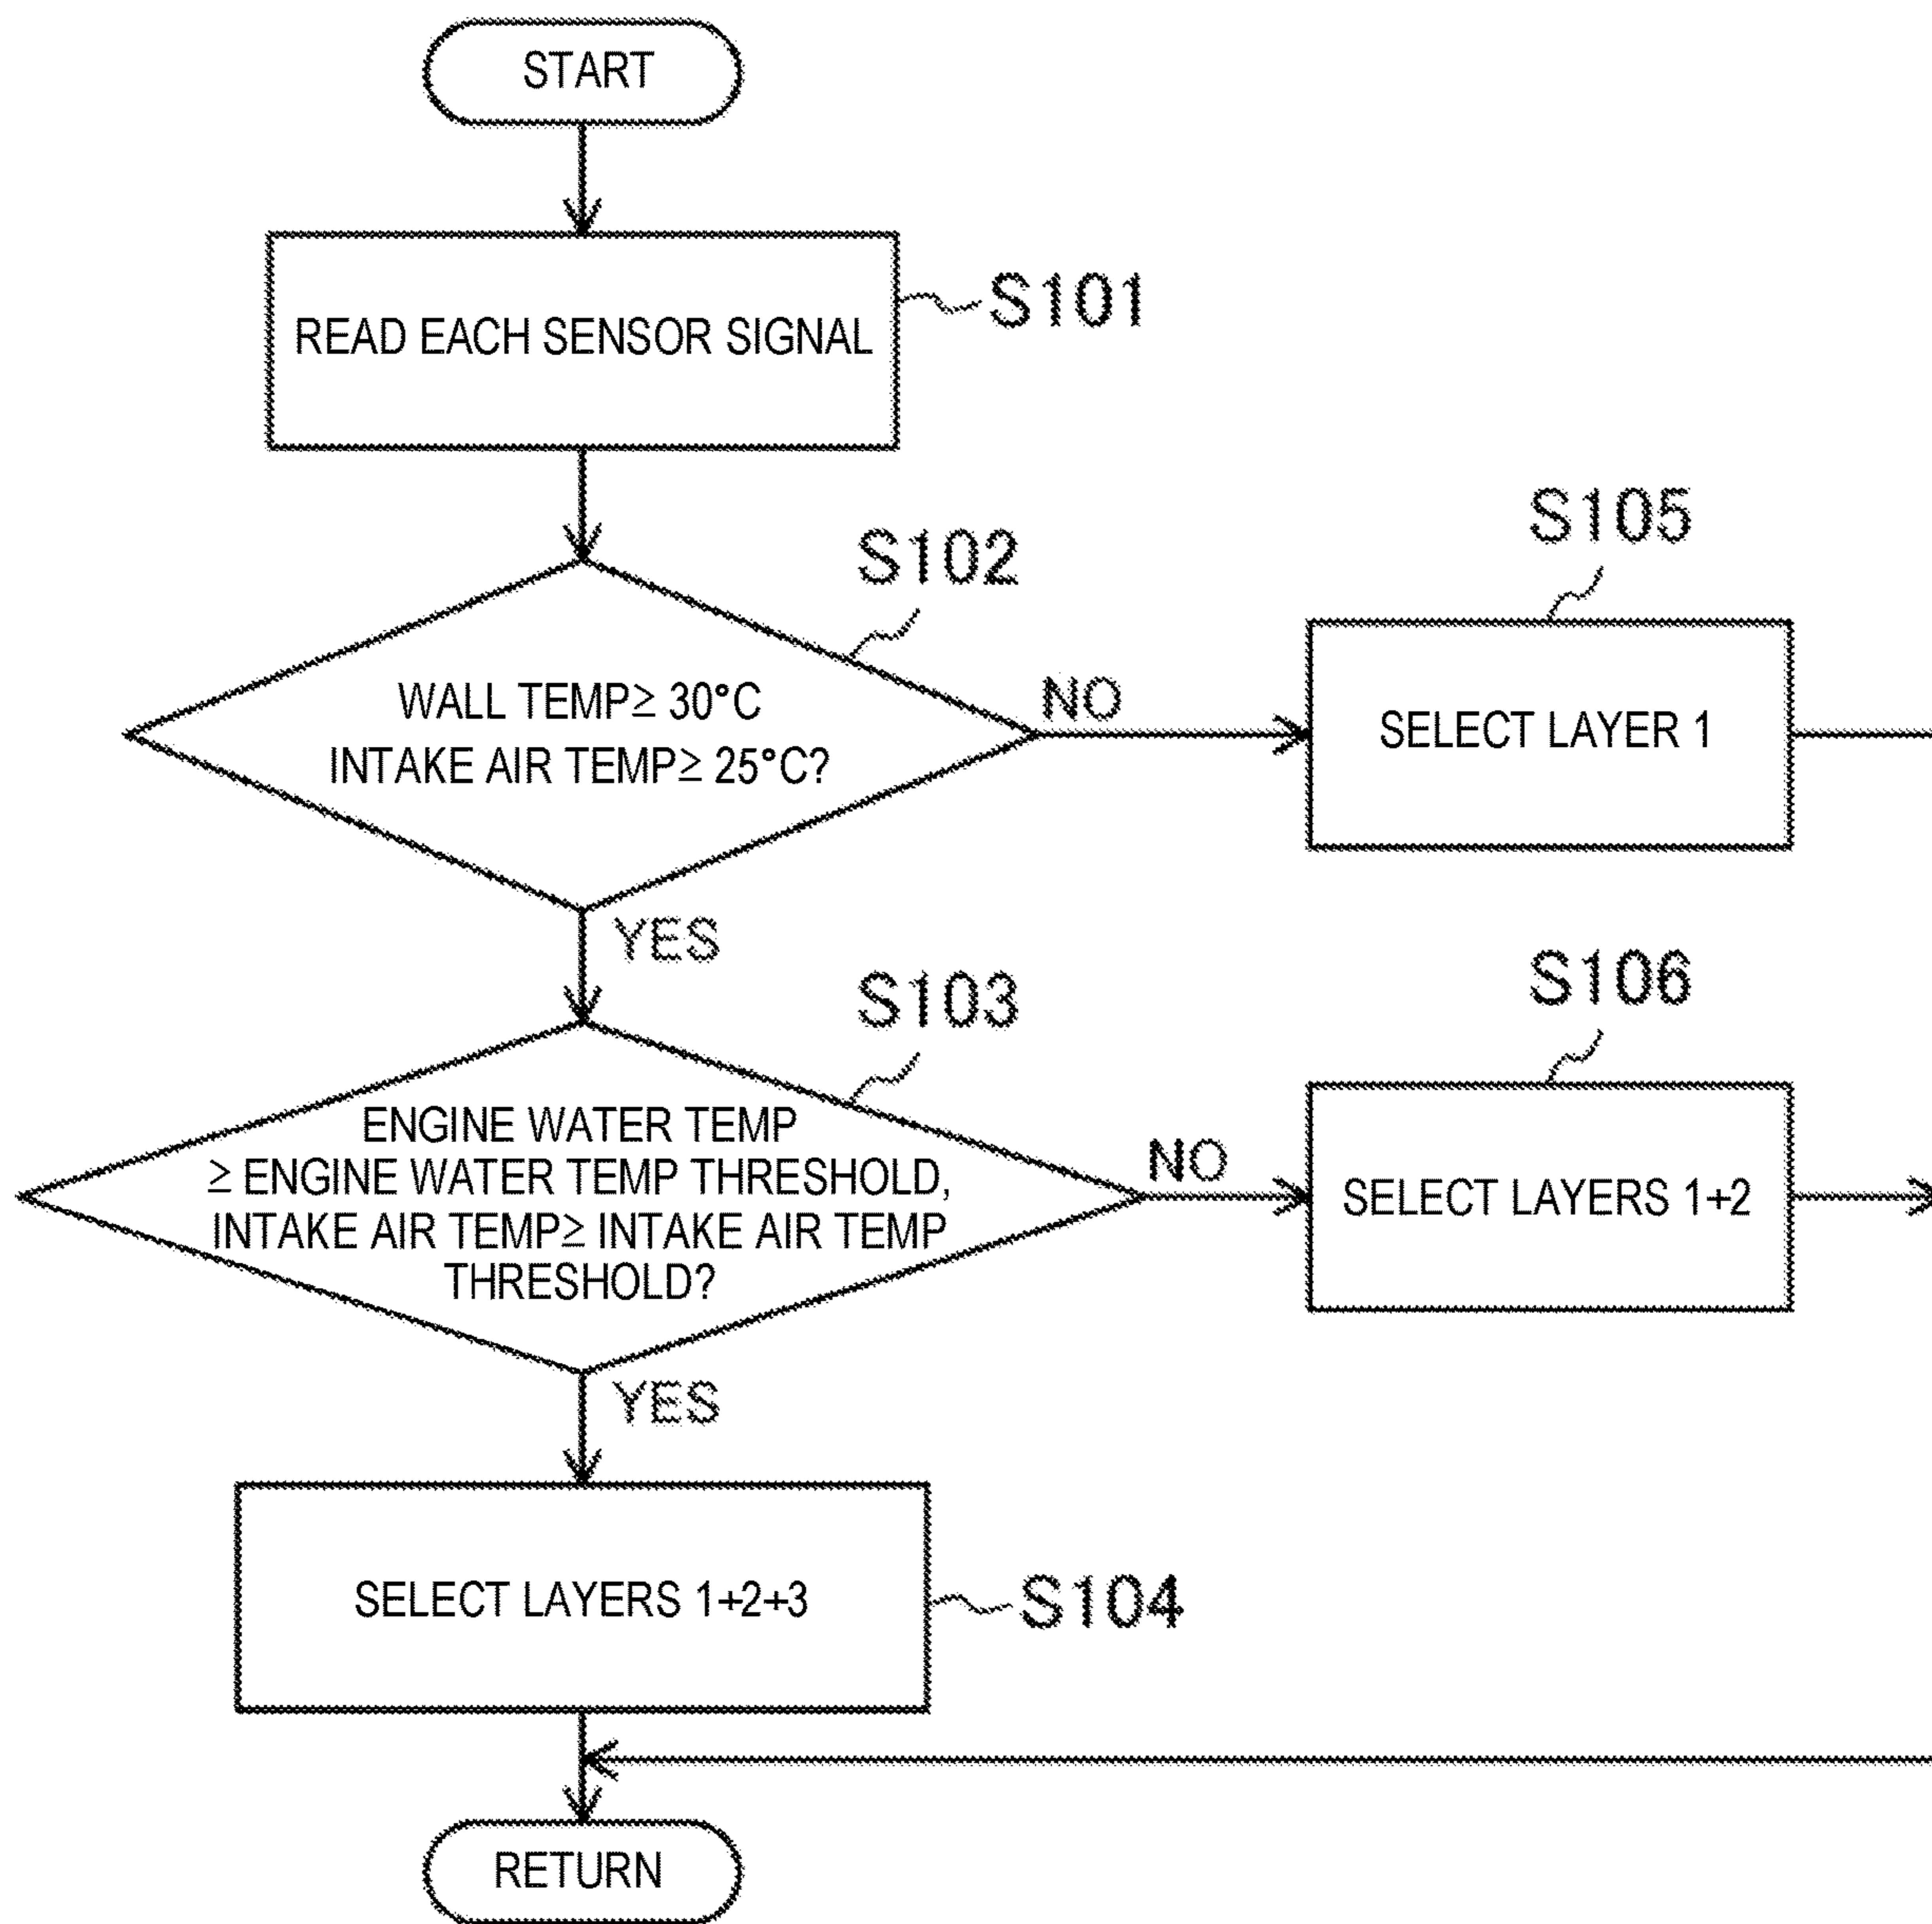 START
READ EACH SENSOR SIGNAL
S101
S102
WALL TEMP≥ 30°C
INTAKE AIR TEMP≥ 25°C?
NO
S105
SELECT LAYER 1
YES
S103
ENGINE WATER TEMP
≥ ENGINE WATER TEMP THRESHOLD,
INTAKE AIR TEMP≥ INTAKE AIR TEMP
THRESHOLD?
NO
S106
SELECT LAYERS 1+2
YES
SELECT LAYERS 1+2+3
S104
RETURN